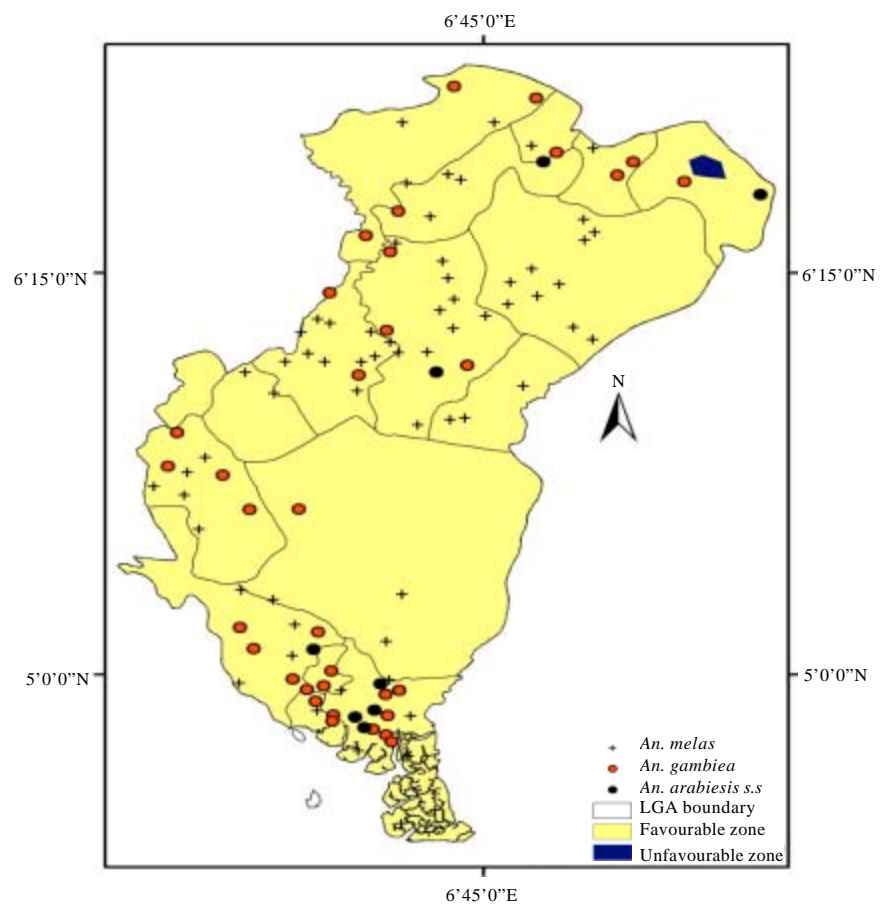 6’45’0”E
6’15’0”N
6’15’0”N
N
5’0’0”N
5’0’0”N
An. melas
An. gambiea
An. arabiesis s.s
LGA boundary
Favourable zone
Unfavourable zone
6’45’0”E